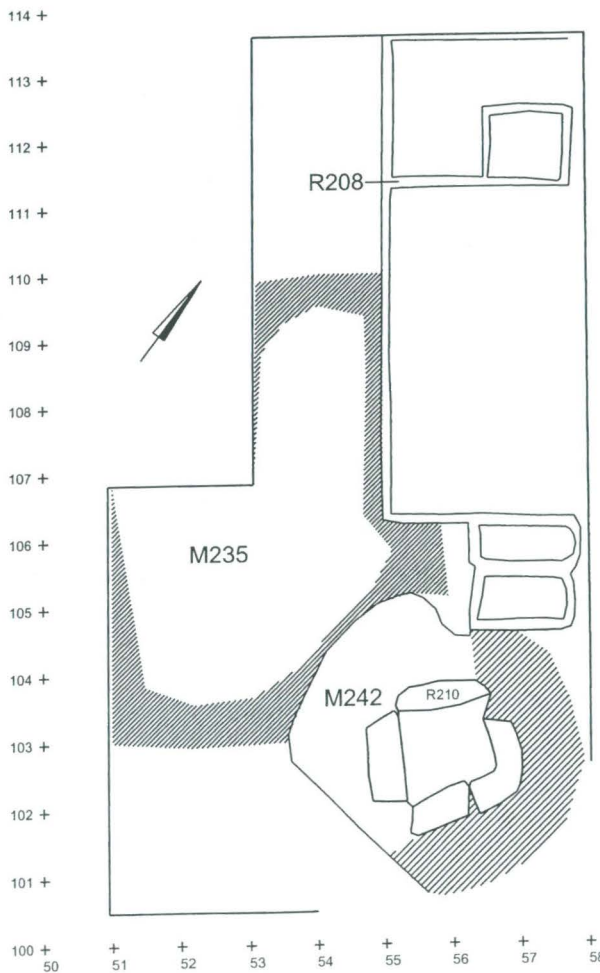 114 +
113 +
112 +
R208
111 +
110 +
109 +
108 +
107 +
106 +
M235
105 +
104 +
M242
R210
103 +
102 +
101 +
100 +
+ + + + + + + +
50 51 52 53 54 55 56 57 58